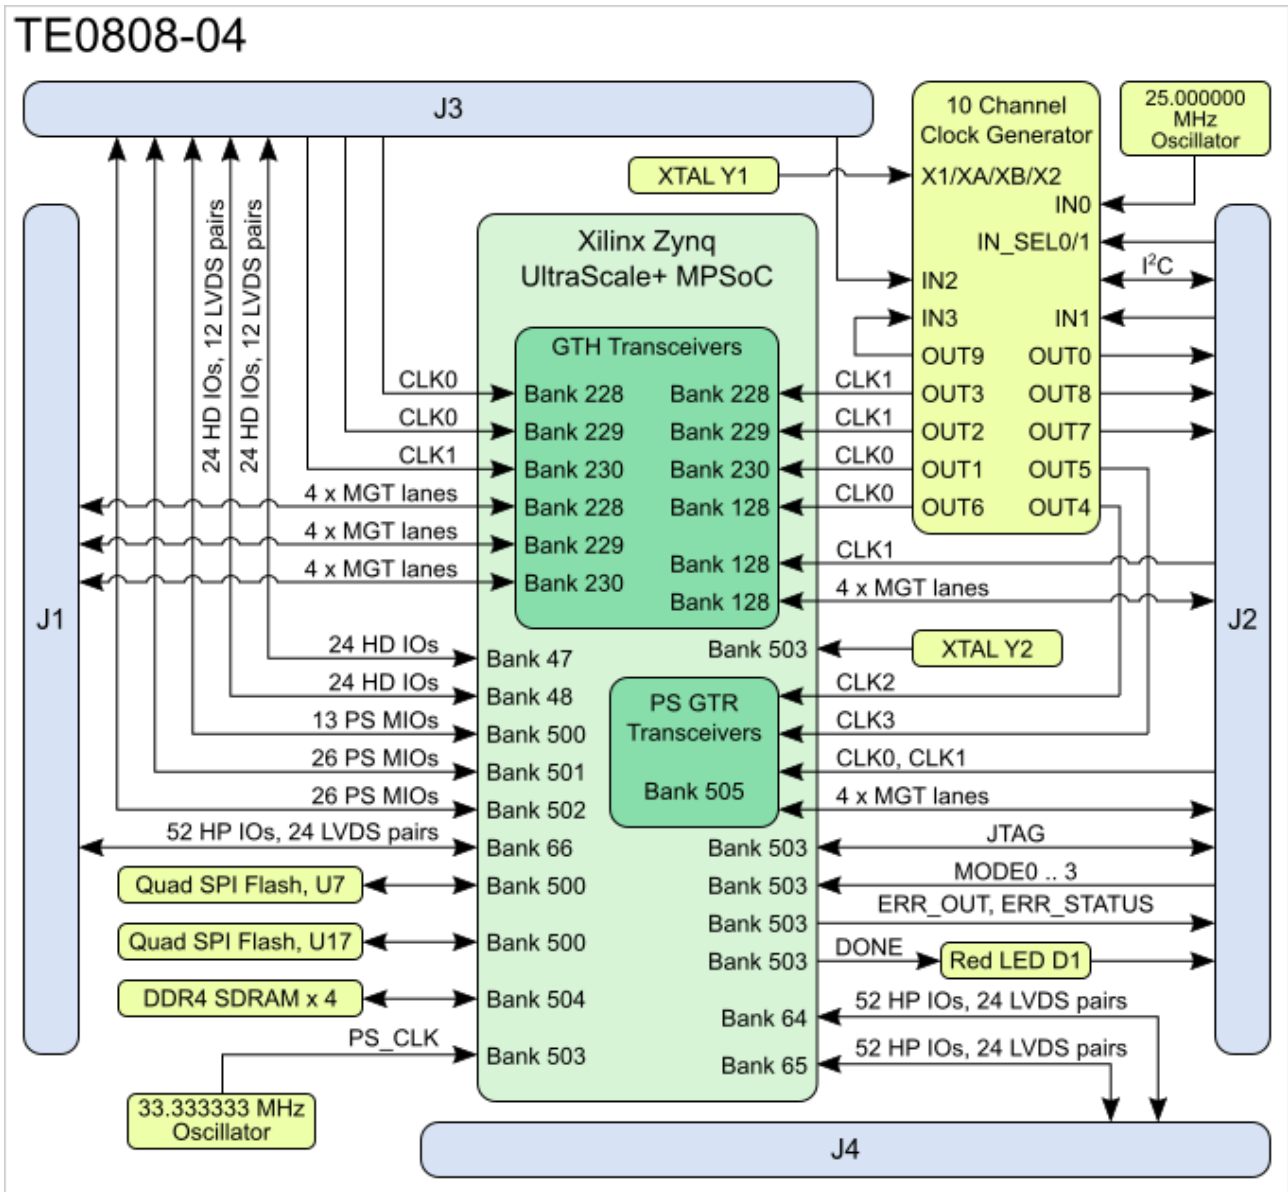 TE0808-04
J3
10 Channel
Clock Generator
25.000000
MHz
Oscillator
XTAL Y1
X1/XA/XB/X2
IN0
IN_SEL0/1
I²C
IN2
IN3
IN1
OUT9
OUT0
OUT3
OUT8
OUT2
OUT7
OUT1
OUT5
OUT6
OUT4
24 HD IOs, 12 LVDS pairs
24 HD IOs, 12 LVDS pairs
Xilinx Zynq
UltraScale+ MPSoC
GTH Transceivers
CLK0
Bank 228
Bank 228
CLK1
CLK0
Bank 229
Bank 229
CLK1
CLK1
Bank 230
Bank 230
CLK0
4 x MGT lanes
Bank 228
Bank 128
CLK0
4 x MGT lanes
Bank 229
Bank 128
CLK1
4 x MGT lanes
Bank 230
Bank 128
4 x MGT lanes
J1
J2
24 HD IOs
Bank 47
Bank 503
XTAL Y2
24 HD IOs
Bank 48
CLK2
13 PS MIOs
Bank 500
PS GTR
Transceivers
CLK3
26 PS MIOs
Bank 501
Bank 505
CLK0, CLK1
26 PS MIOs
Bank 502
4 x MGT lanes
52 HP IOs, 24 LVDS pairs
Bank 66
Bank 503
JTAG
Quad SPI Flash, U7
Bank 500
Bank 503
MODE0 .. 3
Bank 503
ERR_OUT, ERR_STATUS
Quad SPI Flash, U17
Bank 500
Bank 503
DONE
Red LED D1
DDR4 SDRAM x 4
Bank 504
Bank 64
52 HP IOs, 24 LVDS pairs
PS_CLK
Bank 503
Bank 65
52 HP IOs, 24 LVDS pairs
33.333333 MHz
Oscillator
J4